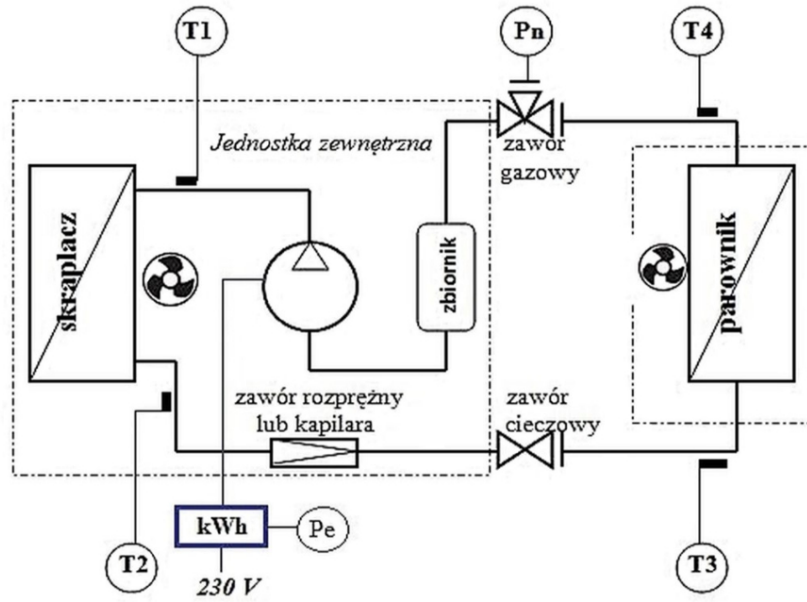 T1
Pn
T4
Jednostka zewnętrzna
zawór
gazowy
skraplacz
zbiornik
parownik
zawór rozprężny
lub kapilara
zawór
cieczowy
kWh
Pe
T2
230 V
T3